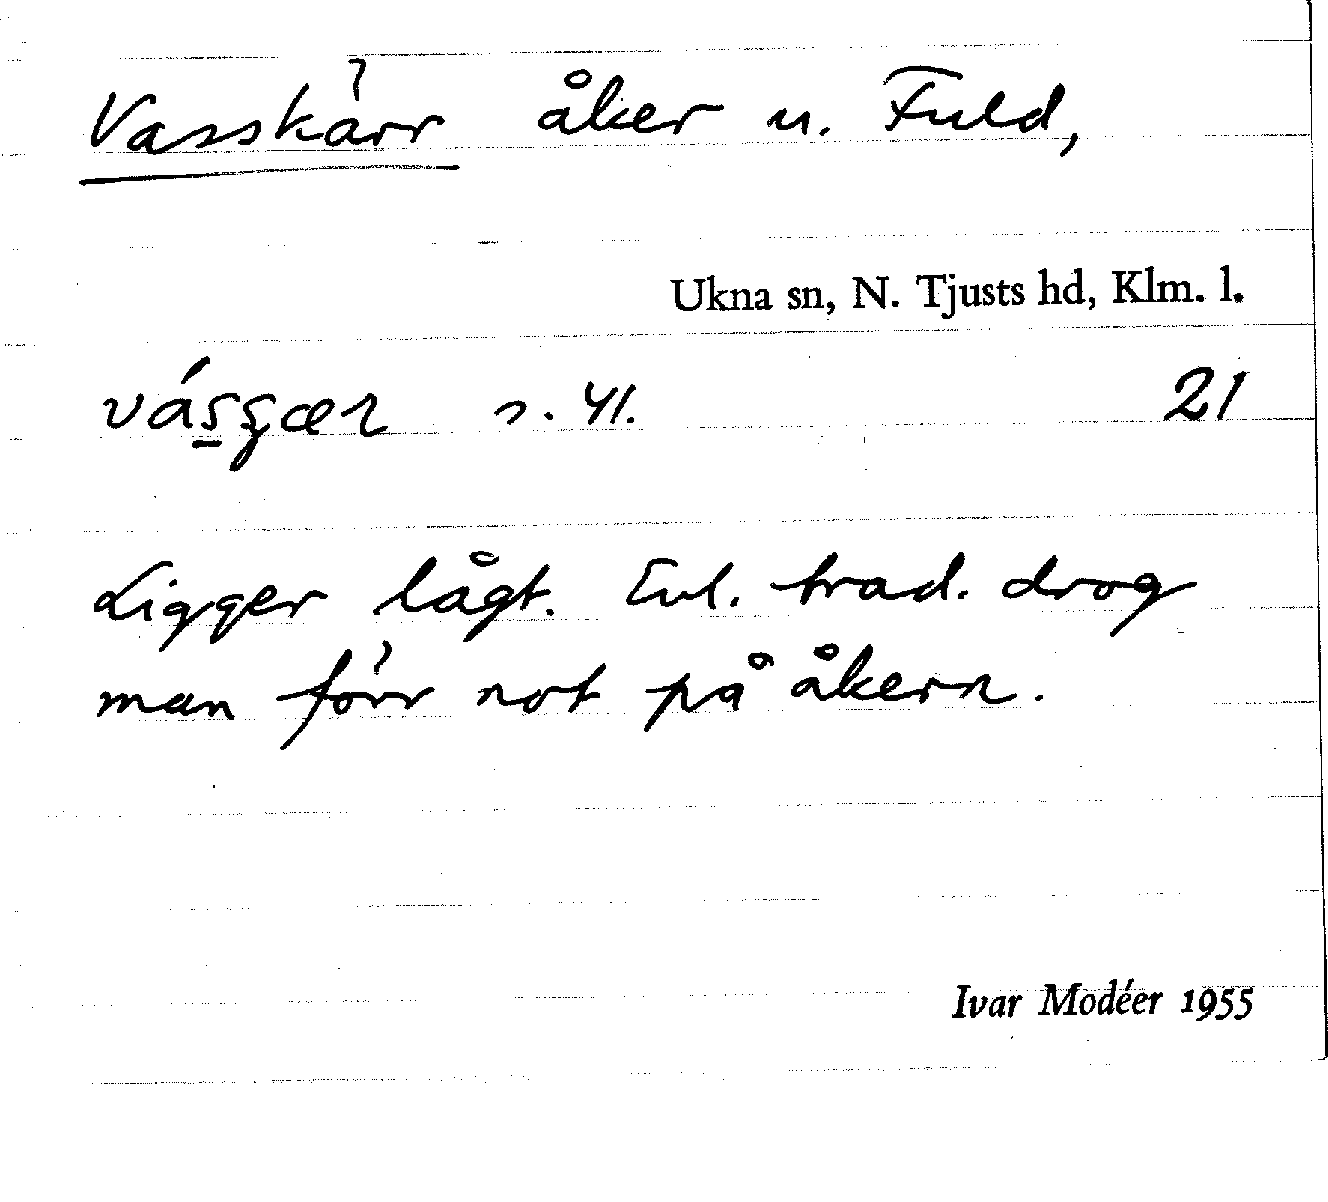 Vasskärr åker u. Fuld,
Ukna sn, N. Tjusts hd, Klm. l.
21
Ligger lågt. Enl. trad. drog
man förr not på åkern.
Ivar Modéer 1955